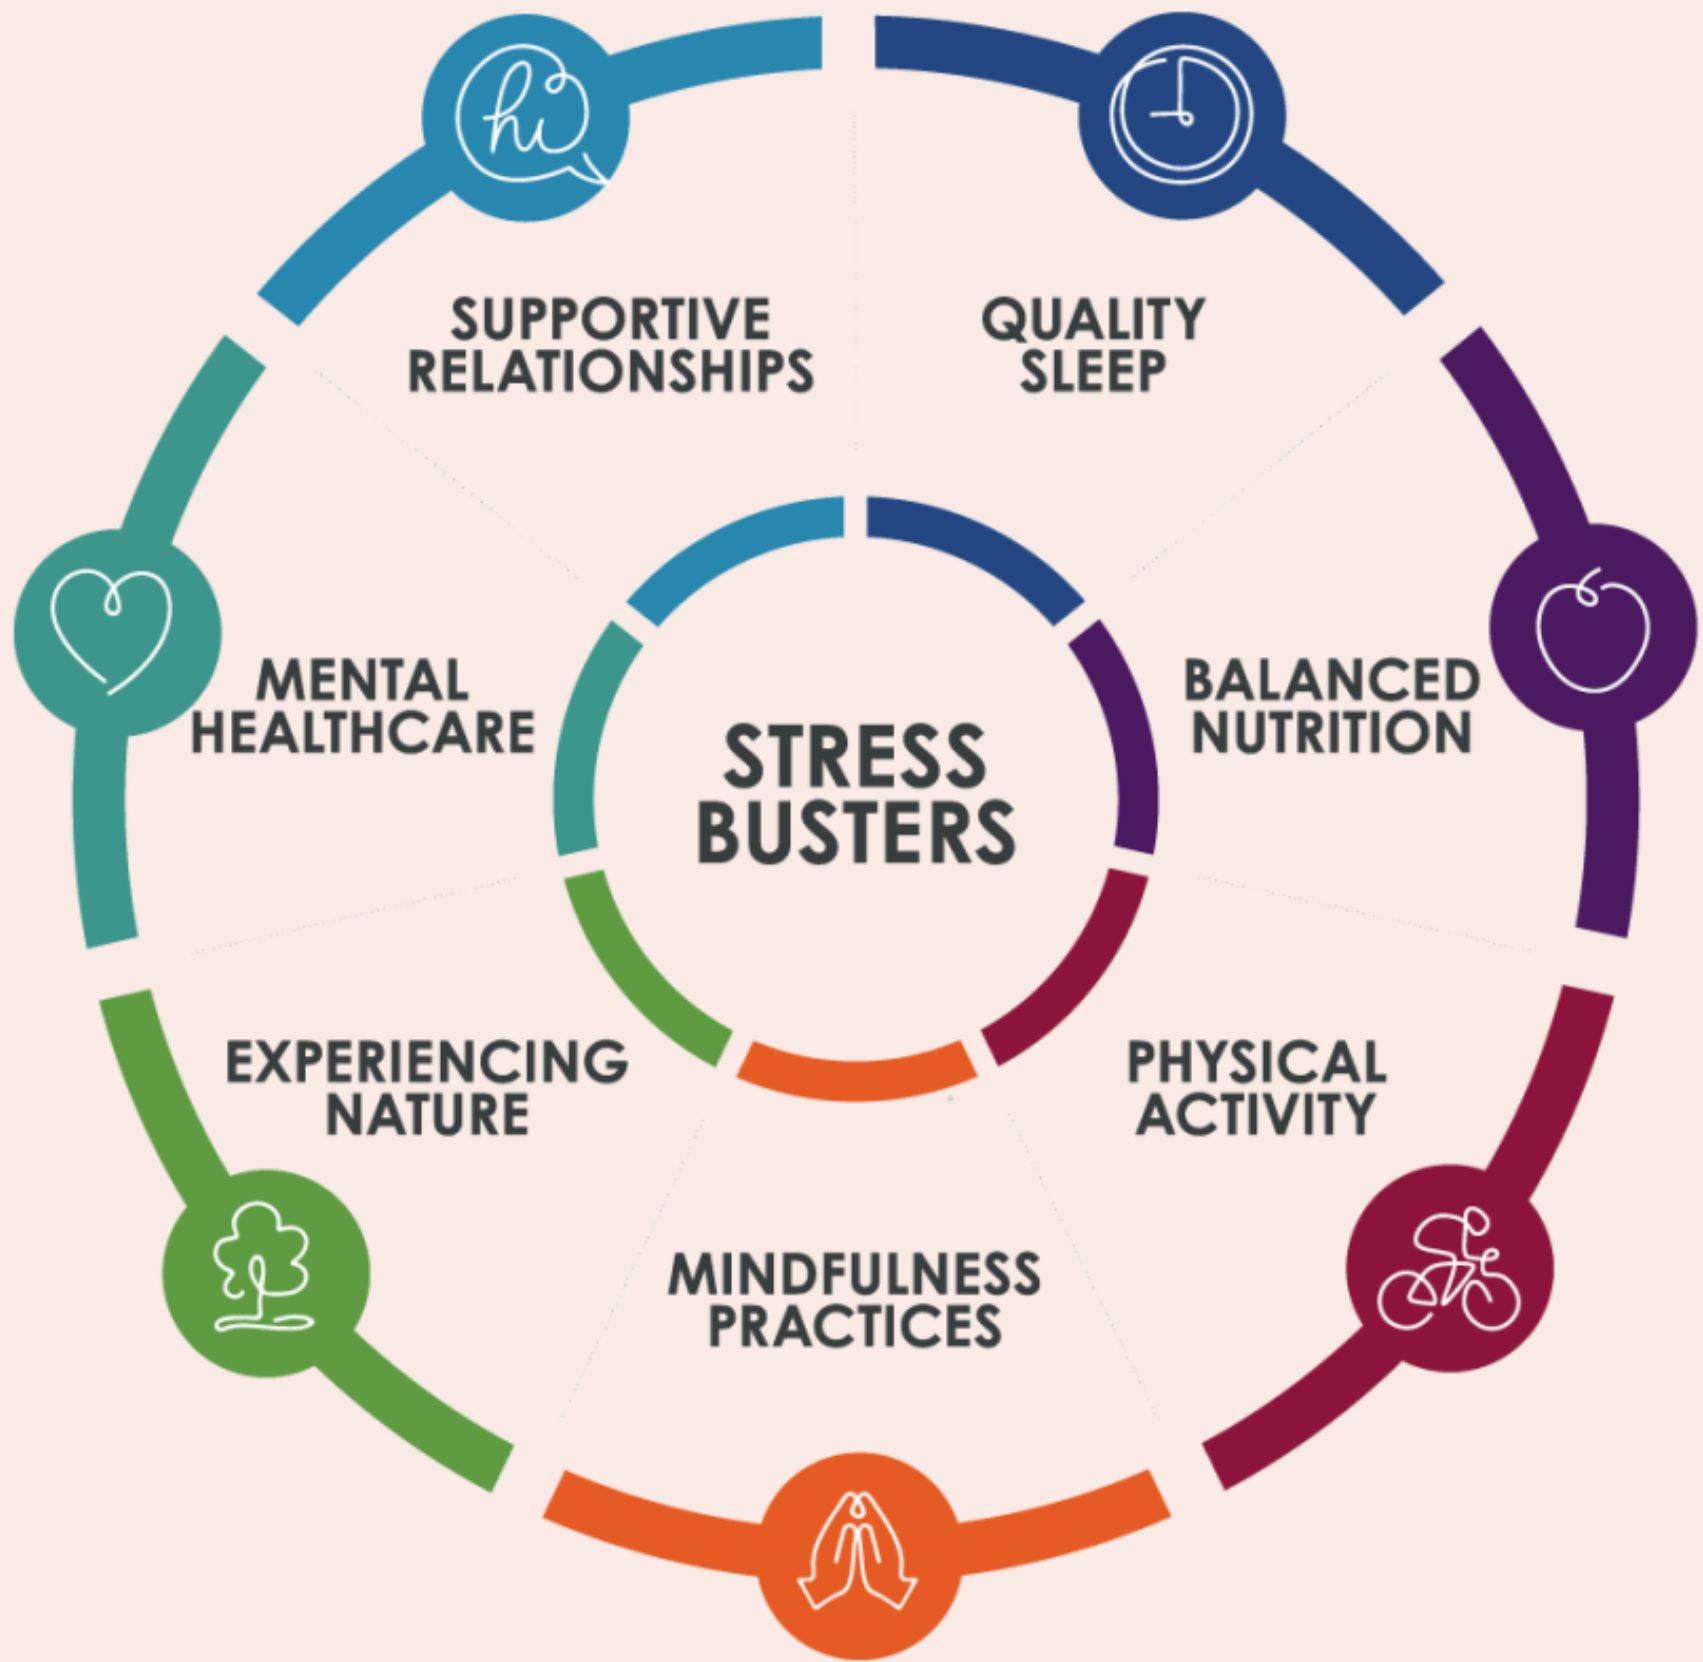 hi
SUPPORTIVE
RELATIONSHIPS
QUALITY
SLEEP
MENTAL
HEALTHCARE
STRESS
BUSTERS
BALANCED
NUTRITION
EXPERIENCING
NATURE
PHYSICAL
ACTIVITY
MINDFULNESS
PRACTICES